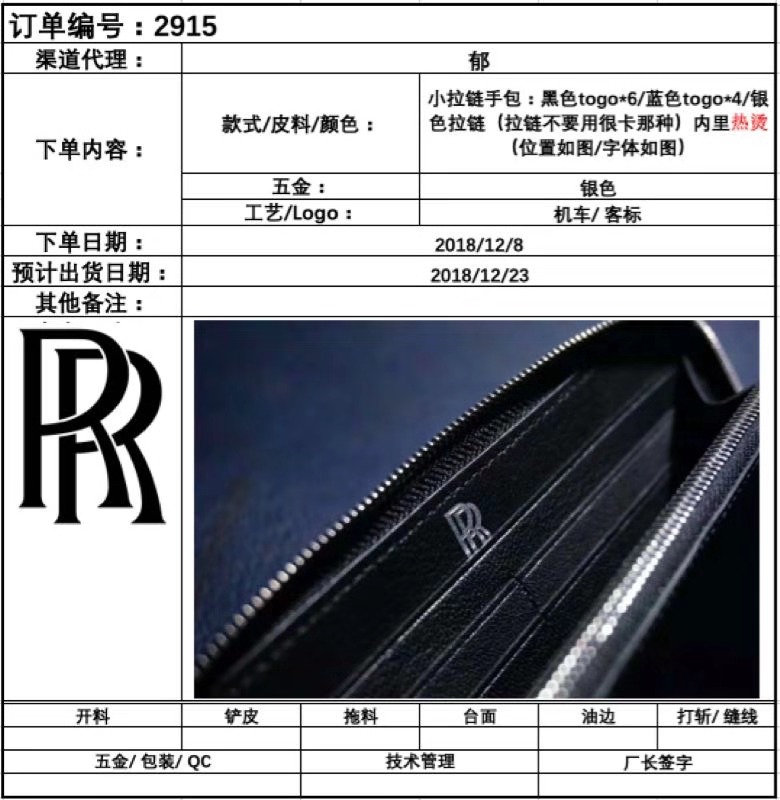 订单编号：2915
渠道代理： 郁
下单内容：
款式/皮料/颜色：
小拉链手包：黑色togo*6/蓝色togo*4/银
色拉链（拉链不要用很卡那种）内里热烫
（位置如图/字体如图）
五金： 银色
工艺/Logo： 机车/ 客标
下单日期： 2018/12/8
预计出货日期： 2018/12/23
其他备注：
RR
RR
开料 铲皮 拖料 台面 油边 打斩/ 缝线
五金/ 包装/ QC 技术管理 厂长签字